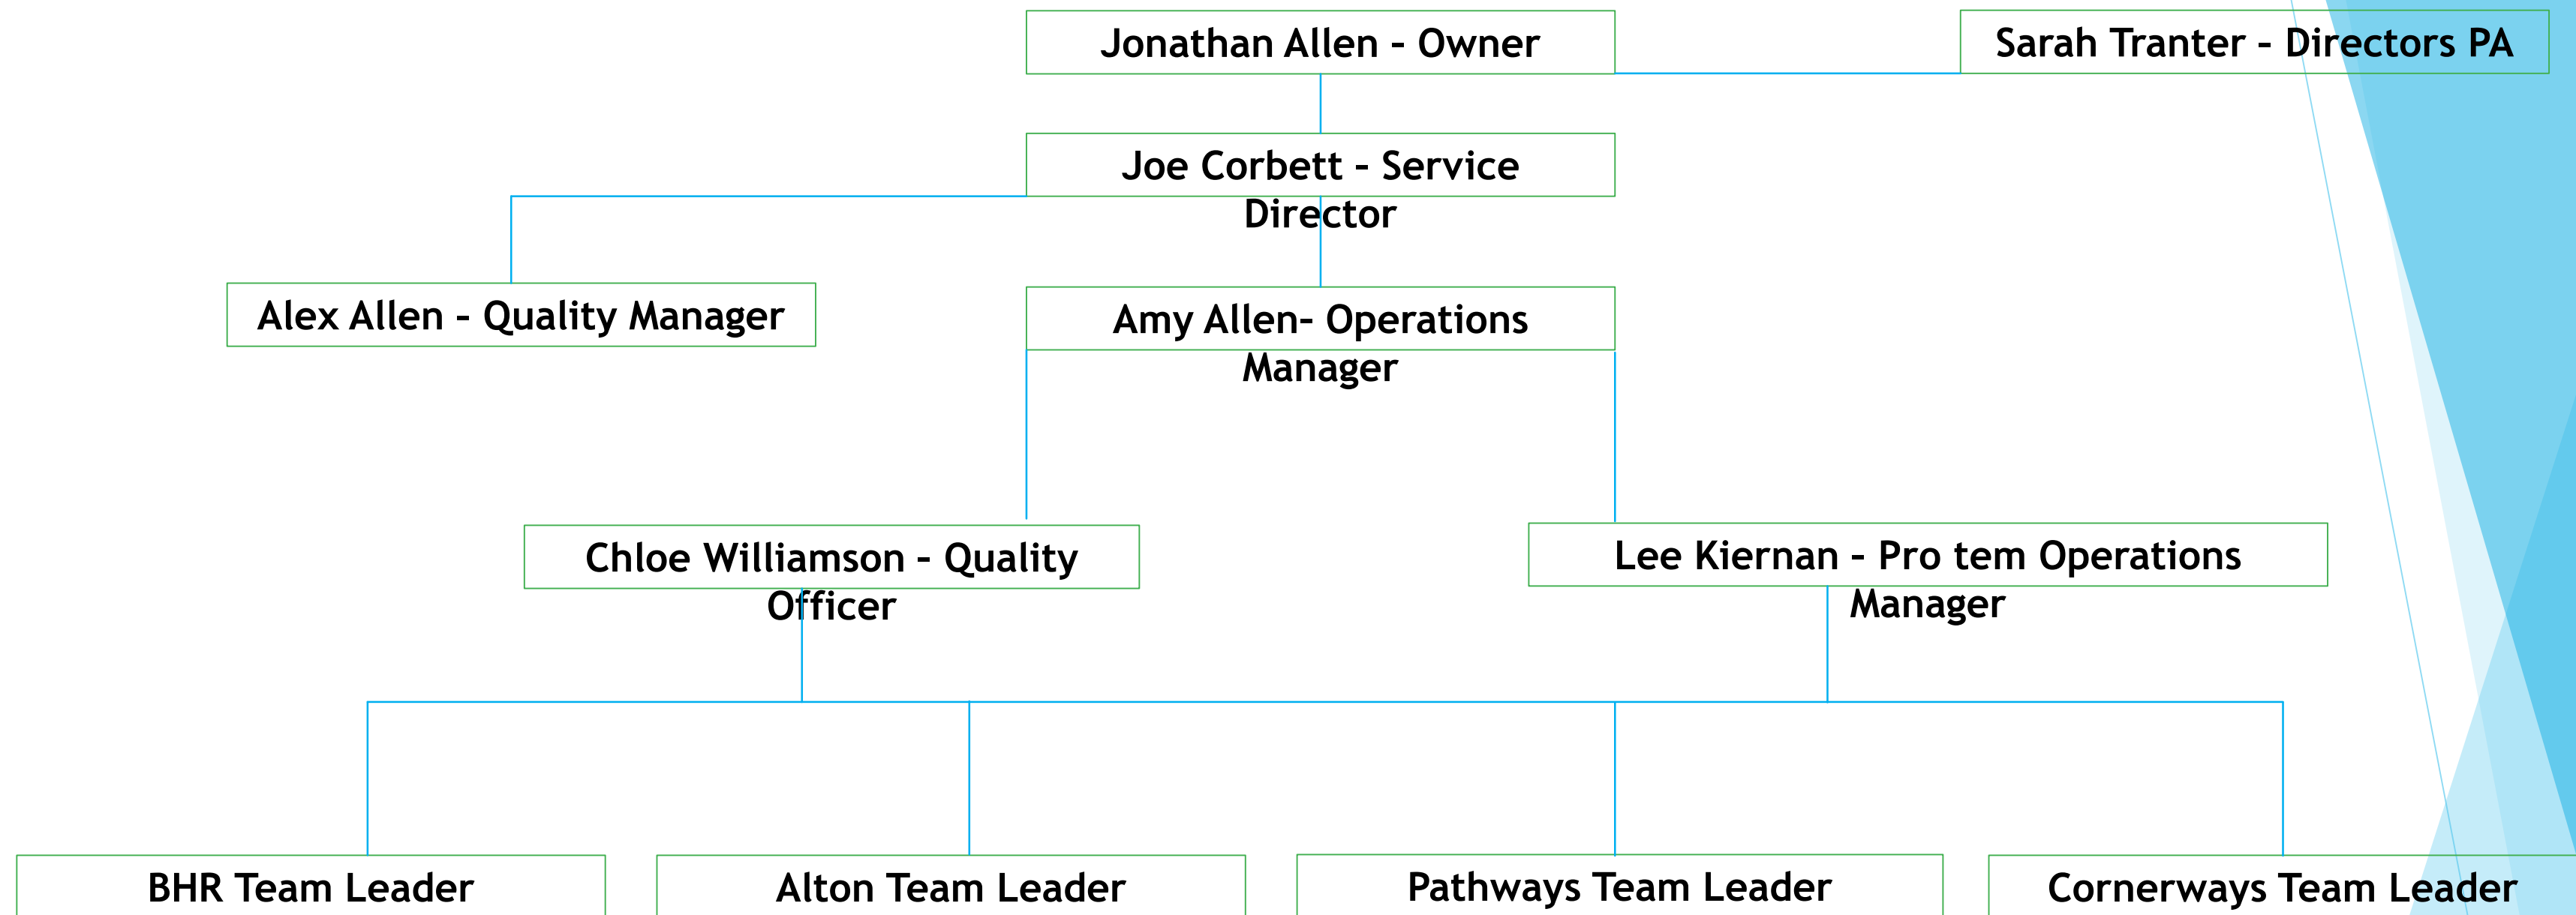 Jonathan Allen – Owner
Sarah Tranter – Directors PA
Joe Corbett – Service
Director
Alex Allen – Quality Manager
Amy Allen– Operations
Manager
Chloe Williamson – Quality
Officer
Lee Kiernan – Pro tem Operations
Manager
BHR Team Leader
Alton Team Leader
Pathways Team Leader
Cornerways Team Leader